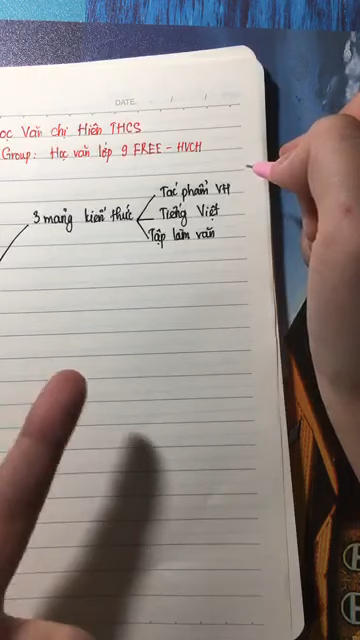 DATE / /
ọc Văn chị Hiên THCS
Group: Học văn lớp 9 FREE - HVCH
3 mảng kiến thức
Tác phẩm VH
Tiếng Việt
Tập làm văn